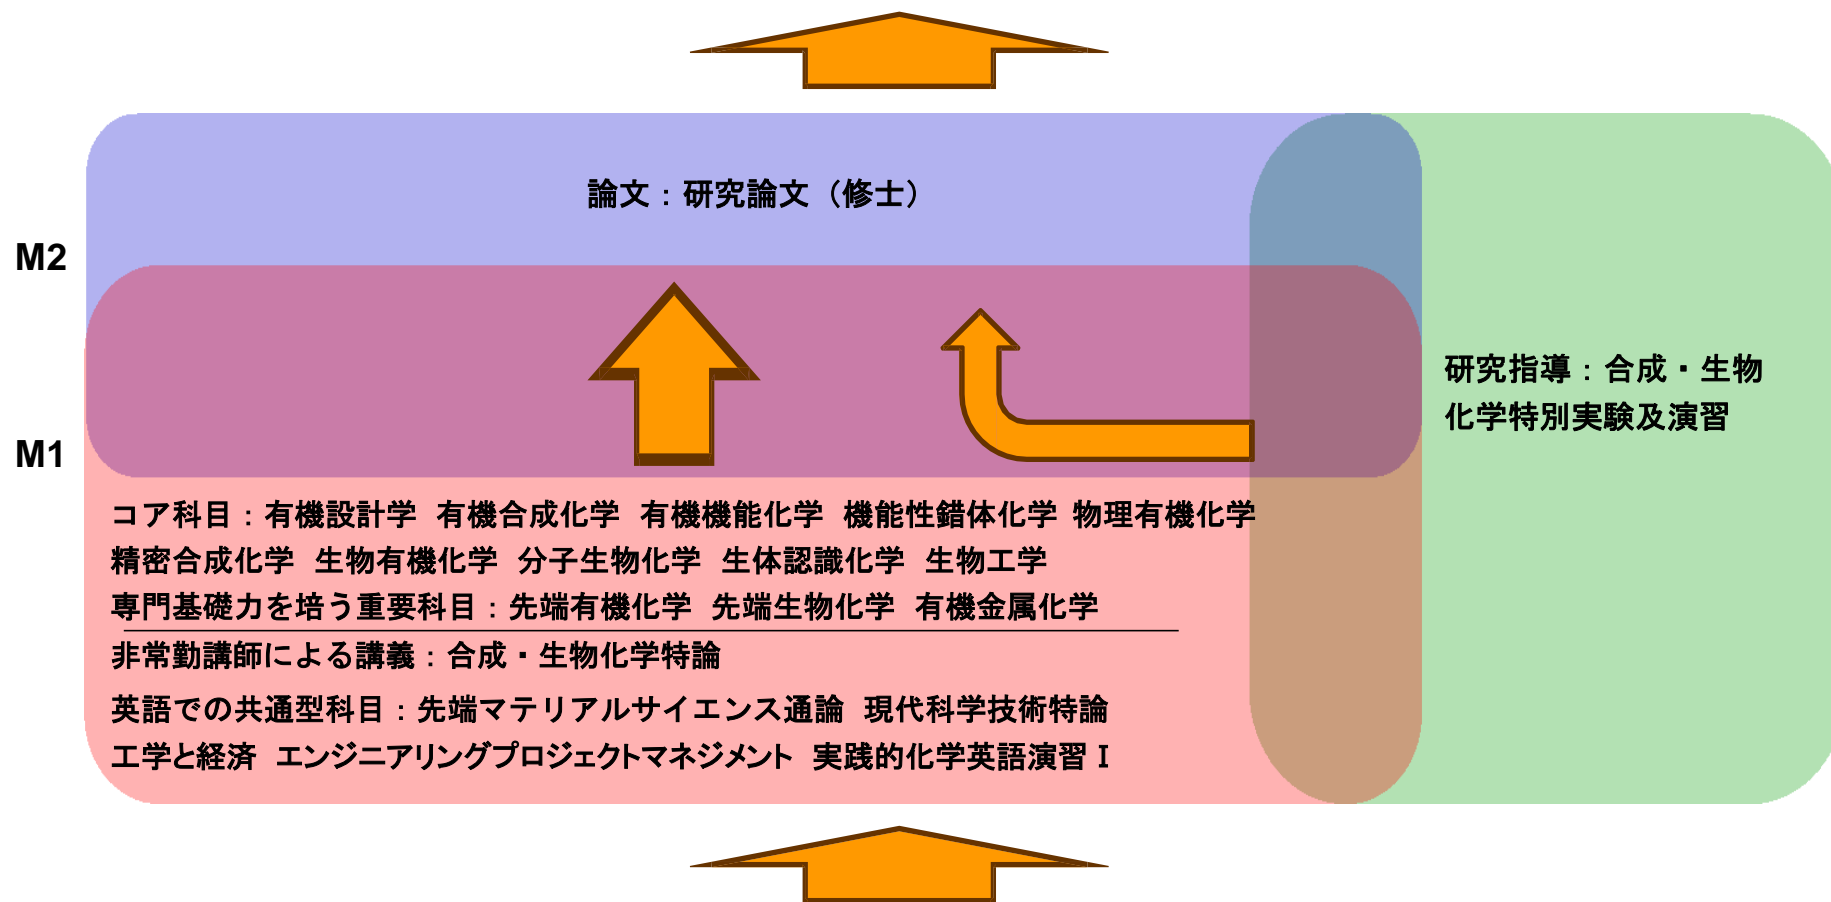 論文：研究論文（修士）
M2
研究指導：合成・生物
化学特別実験及演習
M1
コア科目：有機設計学　有機合成化学　有機機能化学　機能性錯体化学　物理有機化学
精密合成化学　生物有機化学　分子生物化学　生体認識化学　生物工学
専門基礎力を培う重要科目：先端有機化学　先端生物化学　有機金属化学
非常勤講師による講義：合成・生物化学特論
英語での共通型科目：先端マテリアルサイエンス通論　現代科学技術特論
工学と経済　エンジニアリングプロジェクトマネジメント　実践的化学英語演習Ⅰ